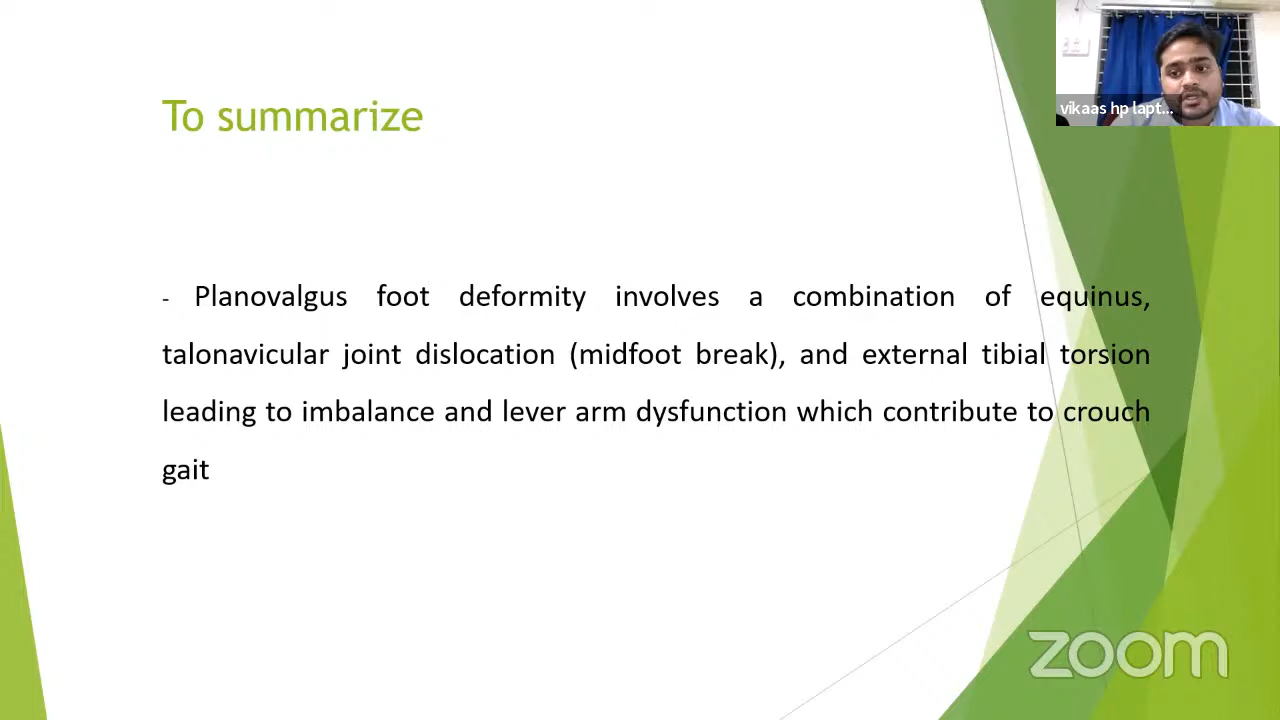 vikaas hp lapt...
To summarize
- Planovalgus foot deformity involves a combination of equinus,
talonavicular joint dislocation (midfoot break), and external tibial torsion
leading to imbalance and lever arm dysfunction which contribute to crouch
gait
zoom